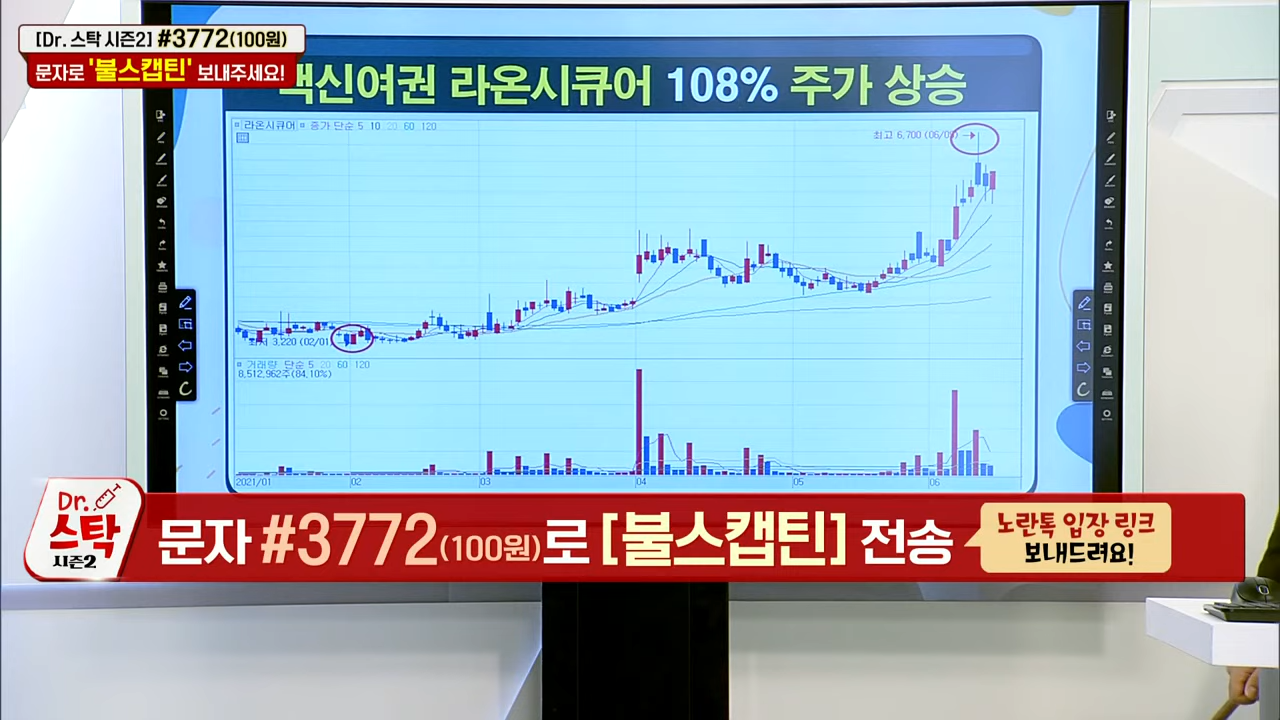 [Dr. 스탁 시즌2] #3772(100원)
문자로 '불스캡틴' 보내주세요!
백신여권 라온시큐어 108% 주가 상승
라온시큐어 종가 단순 5 10 20 60 120
최고 6,700 (06/0
최저 3,220 (02/01
거래량 단순 5 20 60 120
8,512,962주(84.10%)
2021/01 02 03 04 05 06
Dr.
스탁
시즌2
문자 #3772(100원)로 [불스캡틴] 전송
노란톡 입장 링크
보내드려요!